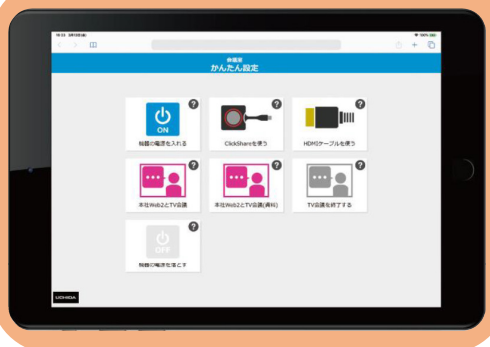 会議室
かんたん設定
ON
機器の電源を入れる
ClickShareを使う
HDMIケーブルを使う
本社Web2とTV会議
本社Web2とTV会議(資料)
TV会議を終了する
OFF
機器の電源を落とす
UCHIDA